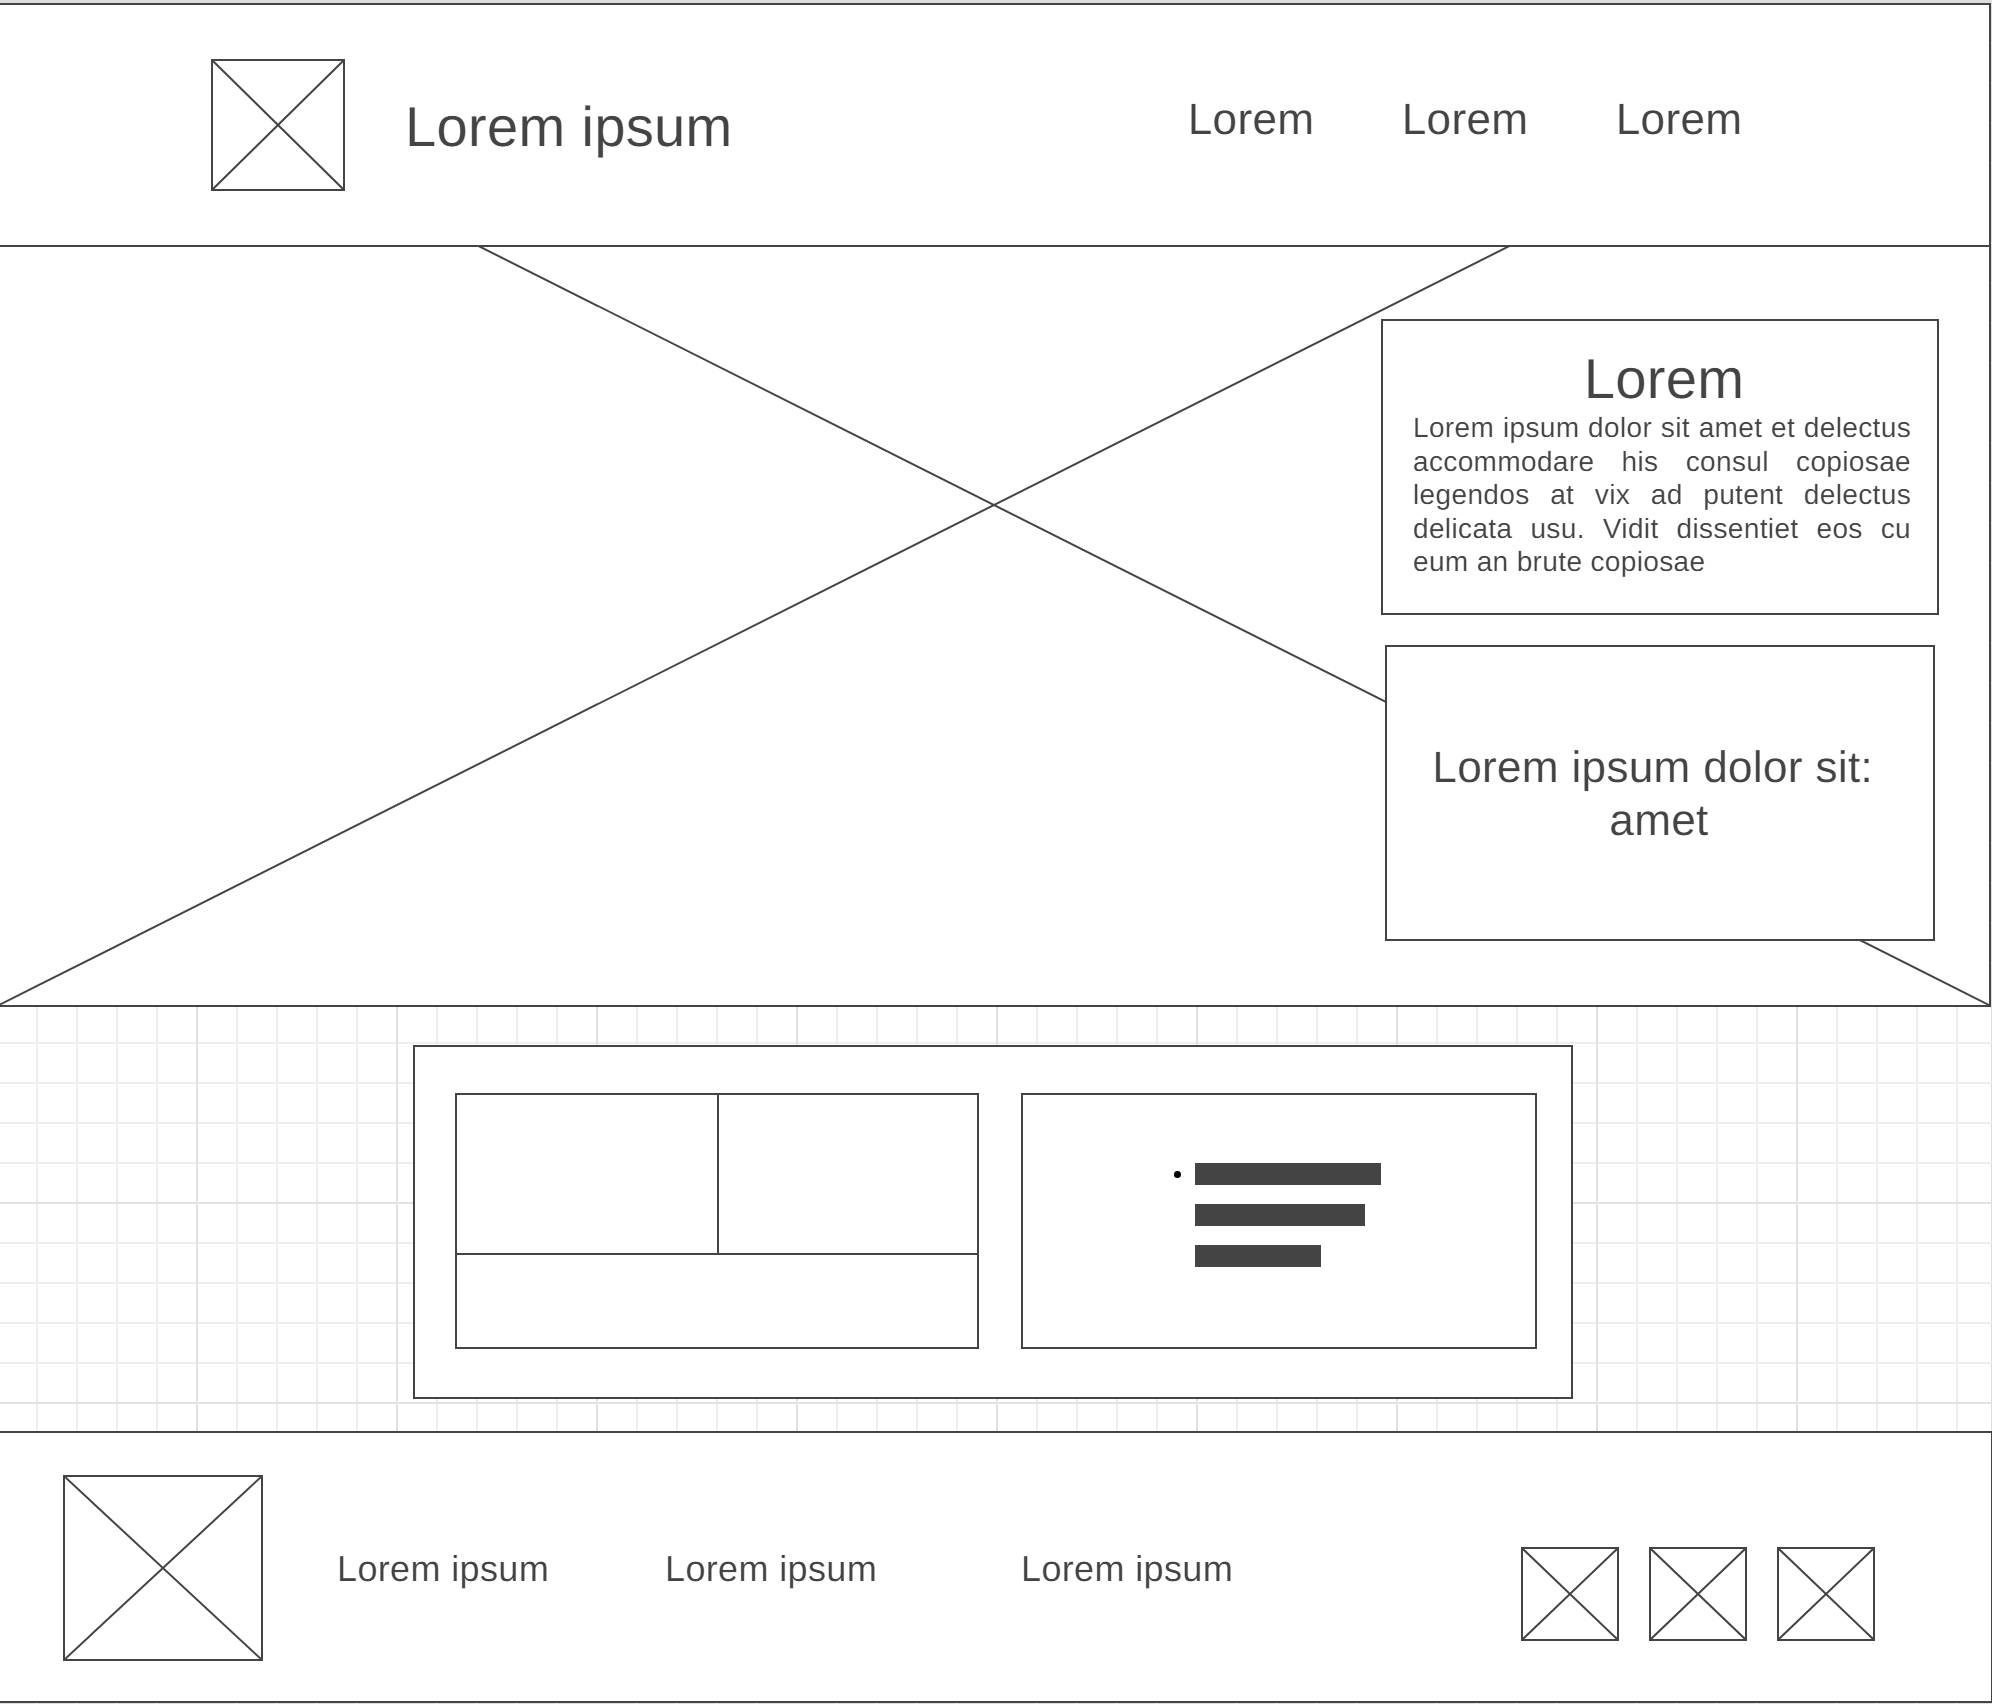 Lorem ipsum
Lorem
Lorem
Lorem
Lorem
Lorem ipsum dolor sit amet et delectus
accommodare his consul copiosae
legendos at vix ad putent delectus
delicata usu. Vidit dissentiet eos cu
eum an brute copiosae
Lorem ipsum dolor sit:
amet
Lorem ipsum
Lorem ipsum
Lorem ipsum